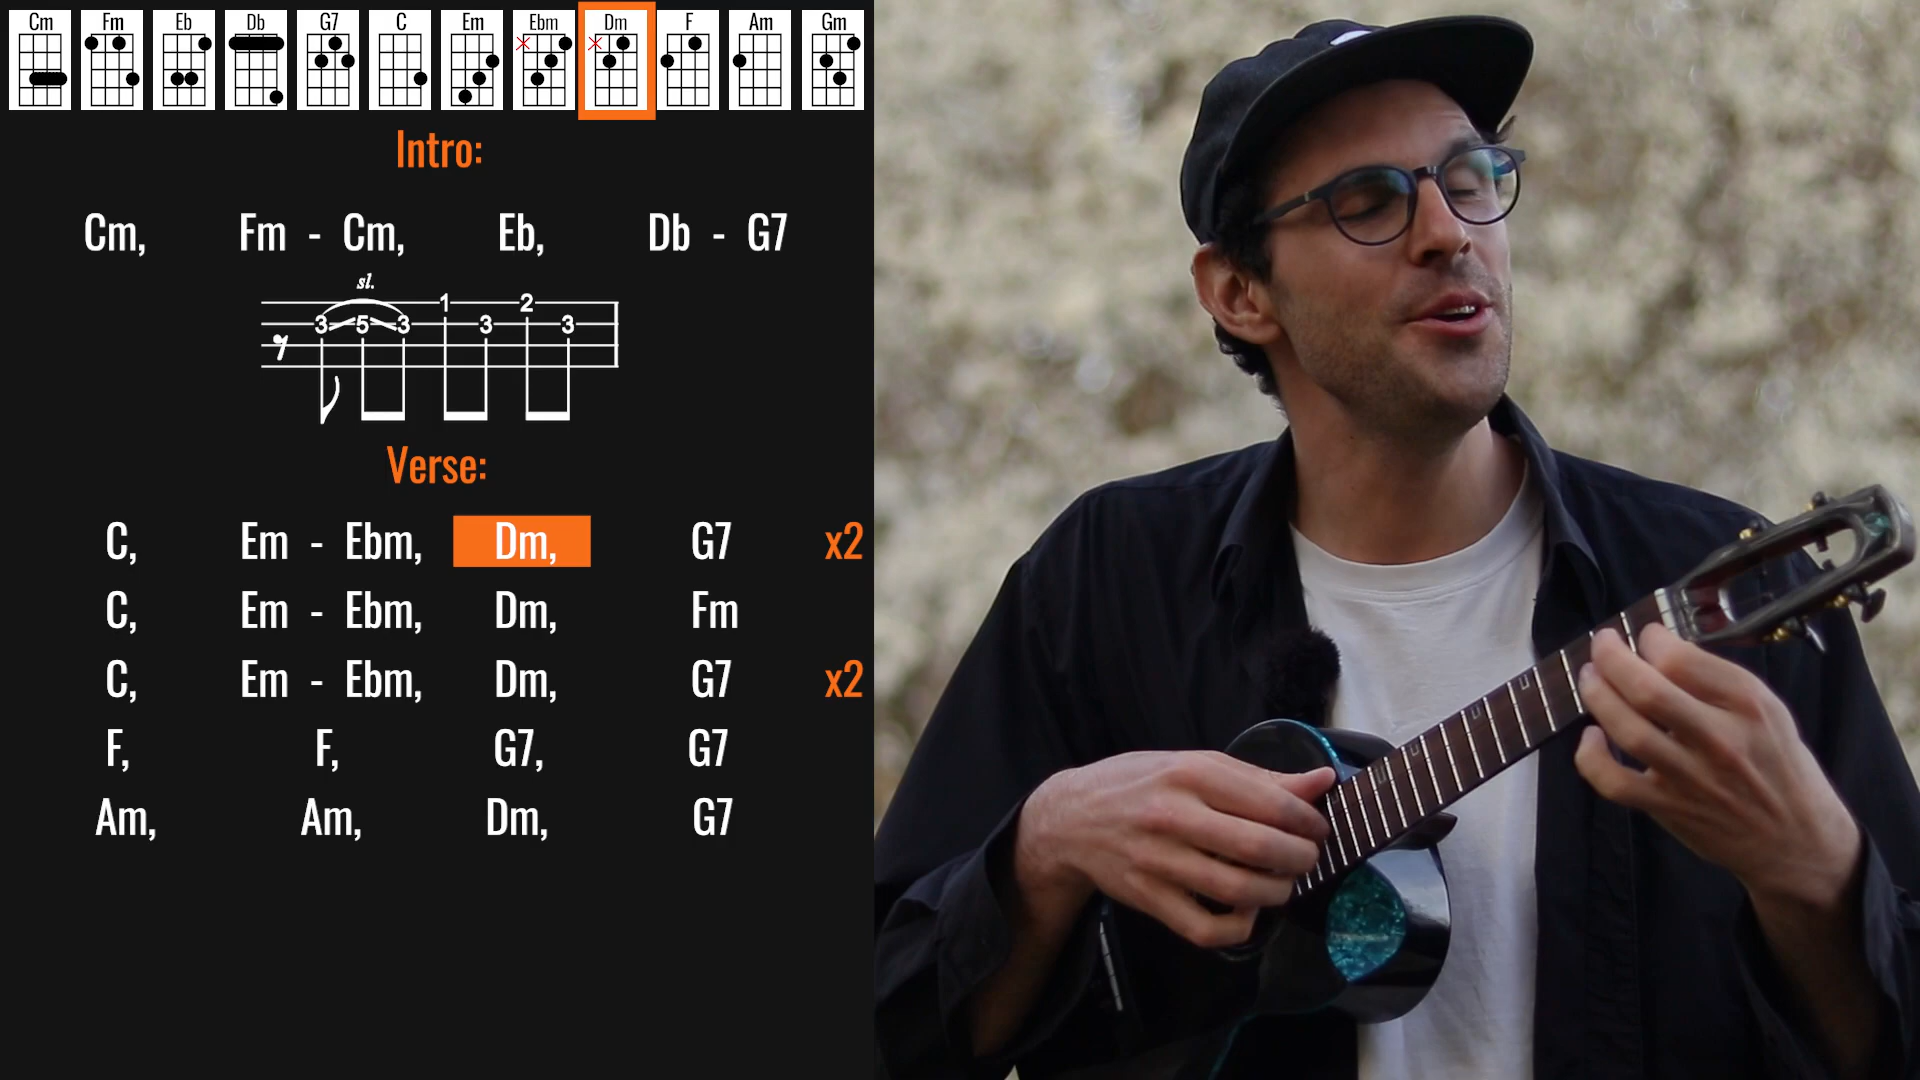 Cm Fm Eb Db G7 C Em Ebm Dm F Am Gm
Intro:
Cm, Fm - Cm, Eb, Db - G7
sl.
3 5 3 1 3 2 3
Verse:
C, Em - Ebm, Dm, G7 x2
C, Em - Ebm, Dm, Fm
C, Em - Ebm, Dm, G7 x2
F, F, G7, G7
Am, Am, Dm, G7